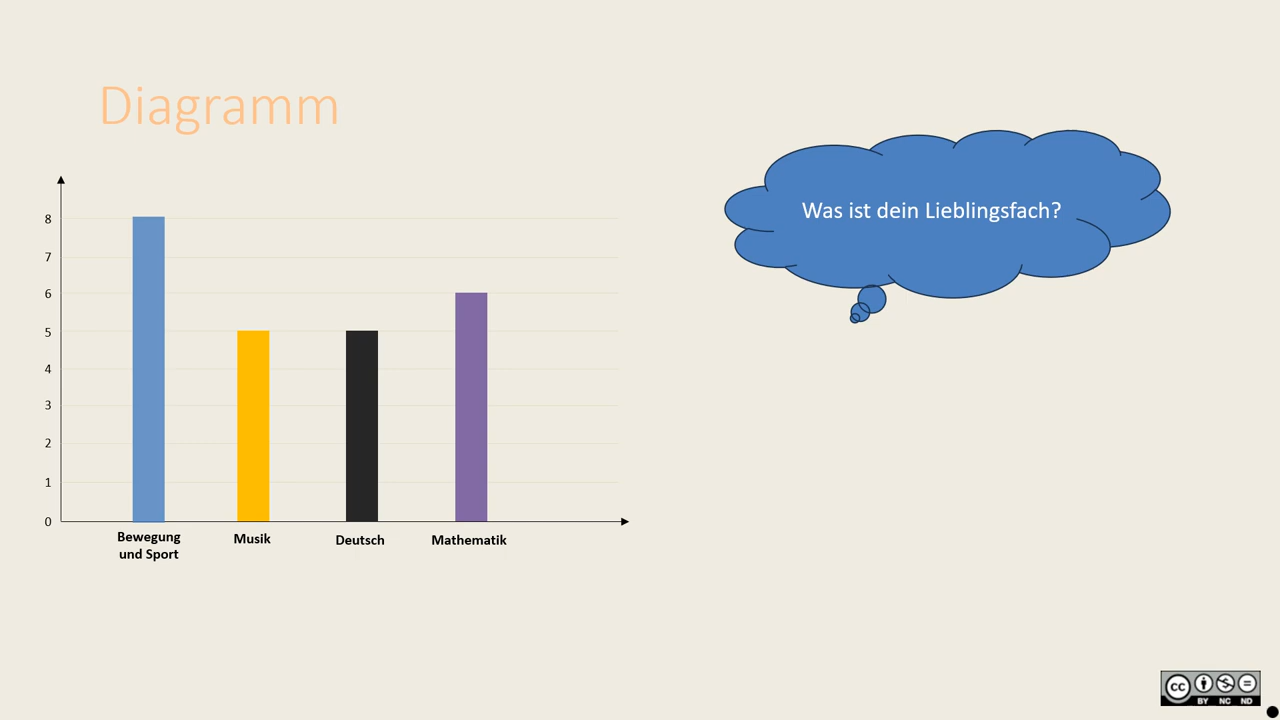 Diagramm
Was ist dein Lieblingsfach?
8
7
6
5
4
3
2
1
0
Bewegung
und Sport
Musik
Deutsch
Mathematik
cc
BY NC ND